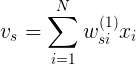 $v_s = \sum_{i=1}^{N} w_{si}^{(1)} x_i$